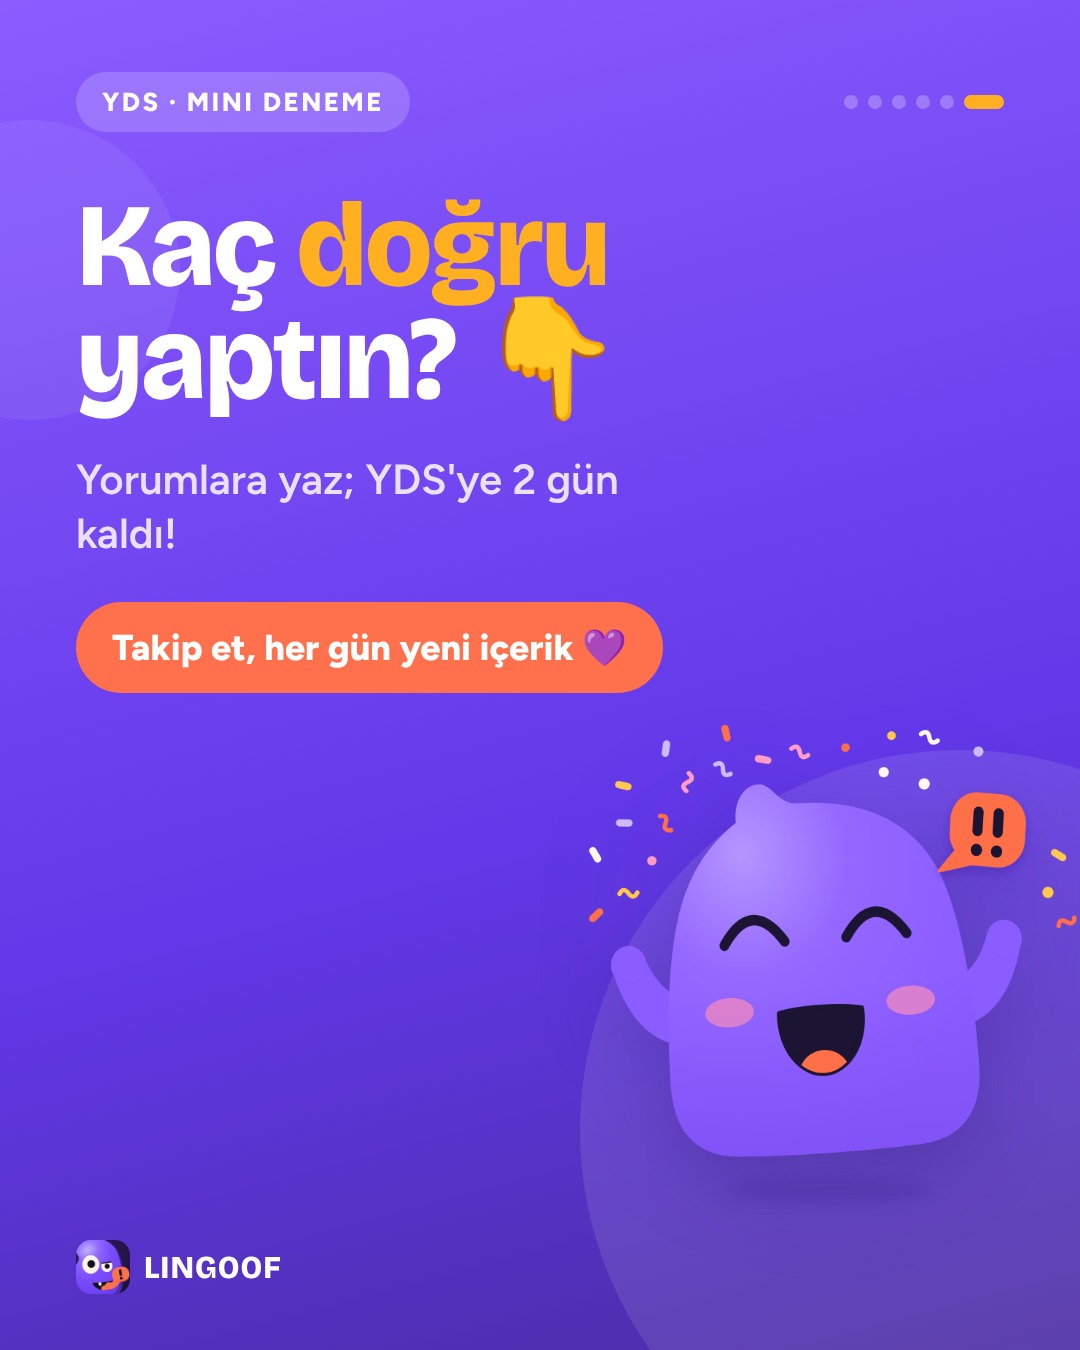 YDS · MINI DENEME
Kaç doğru
yaptın? 👇
Yorumlara yaz; YDS'ye 2 gün
kaldı!
Takip et, her gün yeni içerik 💜
!!
LINGOOF